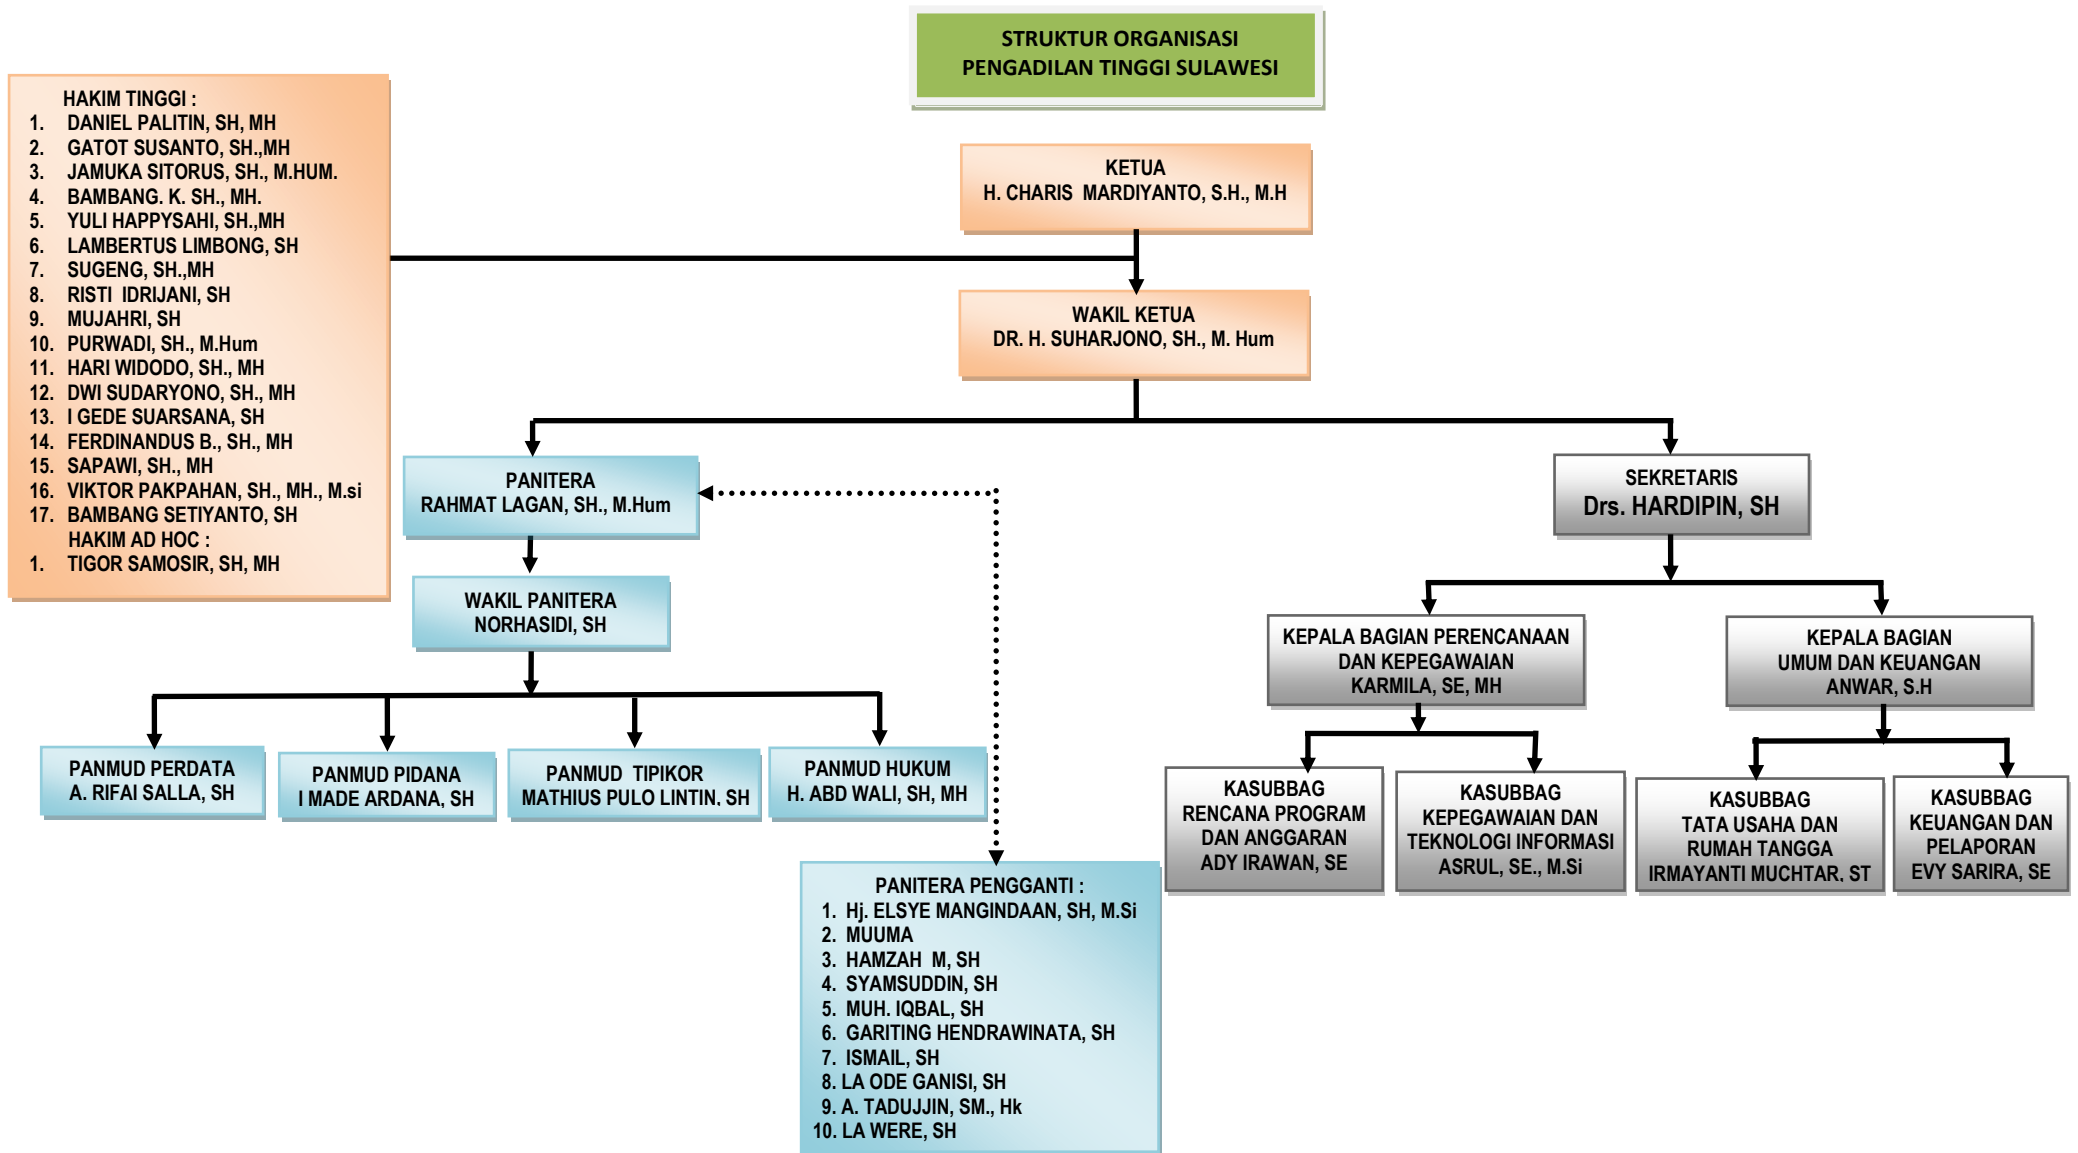 STRUKTUR ORGANISASI
PENGADILAN TINGGI SULAWESI
HAKIM TINGGI :
1. DANIEL PALITIN, SH, MH
2. GATOT SUSANTO, SH.,MH
3. JAMUKA SITORUS, SH., M.HUM.
4. BAMBANG. K. SH., MH.
5. YULI HAPPYSAHI, SH.,MH
6. LAMBERTUS LIMBONG, SH
7. SUGENG, SH.,MH
8. RISTI IDRIJANI, SH
9. MUJAHRI, SH
10. PURWADI, SH., M.Hum
11. HARI WIDODO, SH., MH
12. DWI SUDARYONO, SH., MH
13. I GEDE SUARSANA, SH
14. FERDINANDUS B., SH., MH
15. SAPAWI, SH., MH
16. VIKTOR PAKPAHAN, SH., MH., M.si
17. BAMBANG SETIYANTO, SH
HAKIM AD HOC :
1. TIGOR SAMOSIR, SH, MH
KETUA
H. CHARIS MARDIYANTO, S.H., M.H
WAKIL KETUA
DR. H. SUHARJONO, SH., M. Hum
PANITERA
RAHMAT LAGAN, SH., M.Hum
SEKRETARIS
Drs. HARDIPIN, SH
WAKIL PANITERA
NORHASIDI, SH
KEPALA BAGIAN PERENCANAAN
DAN KEPEGAWAIAN
KARMILA, SE, MH
KEPALA BAGIAN
UMUM DAN KEUANGAN
ANWAR, S.H
PANMUD PERDATA
A. RIFAI SALLA, SH
PANMUD PIDANA
I MADE ARDANA, SH
PANMUD TIPIKOR
MATHIUS PULO LINTIN, SH
PANMUD HUKUM
H. ABD WALI, SH, MH
KASUBBAG
RENCANA PROGRAM
DAN ANGGARAN
ADY IRAWAN, SE
KASUBBAG
KEPEGAWAIAN DAN
TEKNOLOGI INFORMASI
ASRUL, SE., M.Si
KASUBBAG
TATA USAHA DAN
RUMAH TANGGA
IRMAYANTI MUCHTAR, ST
KASUBBAG
KEUANGAN DAN
PELAPORAN
EVY SARIRA, SE
PANITERA PENGGANTI :
1. Hj. ELSYE MANGINDAAN, SH, M.Si
2. MUUMA
3. HAMZAH M, SH
4. SYAMSUDDIN, SH
5. MUH. IQBAL, SH
6. GARITING HENDRAWINATA, SH
7. ISMAIL, SH
8. LA ODE GANISI, SH
9. A. TADUJJIN, SM., Hk
10. LA WERE, SH